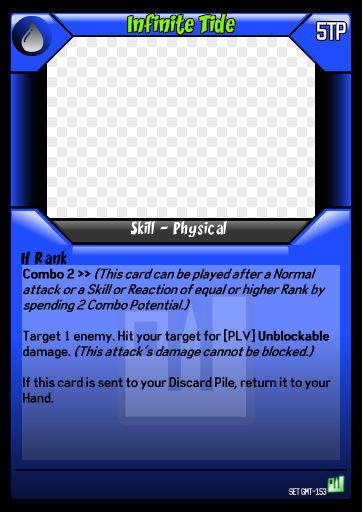 Infinite Tide
5TP
Skill - Physical
H Rank
Combo 2 >> (This card can be played after a Normal
attack or a Skill or Reaction of equal or higher Rank by
spending 2 Combo Potential.)
Target 1 enemy. Hit your target for [PLV] Unblockable
damage. (This attack's damage cannot be blocked.)
If this card is sent to your Discard Pile, return it to your
Hand.
SET GMT-153